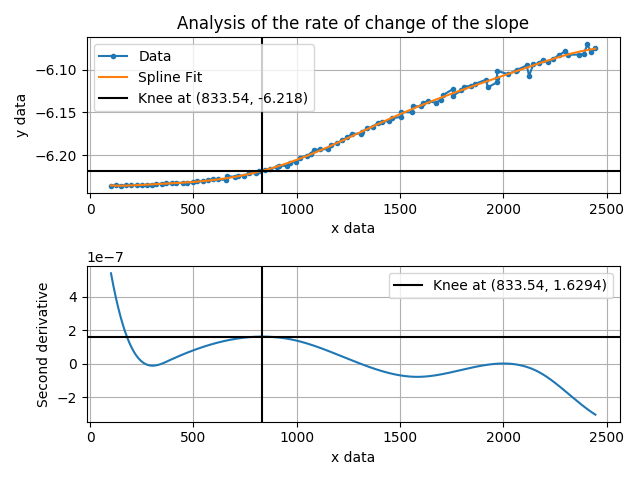 Analysis of the rate of change of the slope
Data
Spline Fit
Knee at (833.54, -6.218)
−6.10
−6.15
−6.20
y data
0 500 1000 1500 2000 2500
x data
1e−7
Knee at (833.54, 1.6294)
4
2
0
−2
Second derivative
0 500 1000 1500 2000 2500
x data